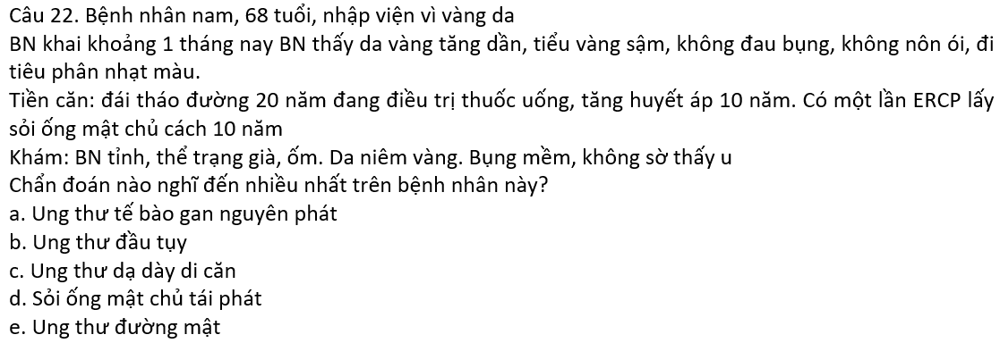 Câu 22. Bệnh nhân nam, 68 tuổi, nhập viện vì vàng da
BN khai khoảng 1 tháng nay BN thấy da vàng tăng dần, tiểu vàng sậm, không đau bụng, không nôn ói, đi
tiêu phân nhạt màu.
Tiền căn: đái tháo đường 20 năm đang điều trị thuốc uống, tăng huyết áp 10 năm. Có một lần ERCP lấy
sỏi ống mật chủ cách 10 năm
Khám: BN tỉnh, thể trạng già, ốm. Da niêm vàng. Bụng mềm, không sờ thấy u
Chẩn đoán nào nghĩ đến nhiều nhất trên bệnh nhân này?
a. Ung thư tế bào gan nguyên phát
b. Ung thư đầu tụy
c. Ung thư dạ dày di căn
d. Sỏi ống mật chủ tái phát
e. Ung thư đường mật